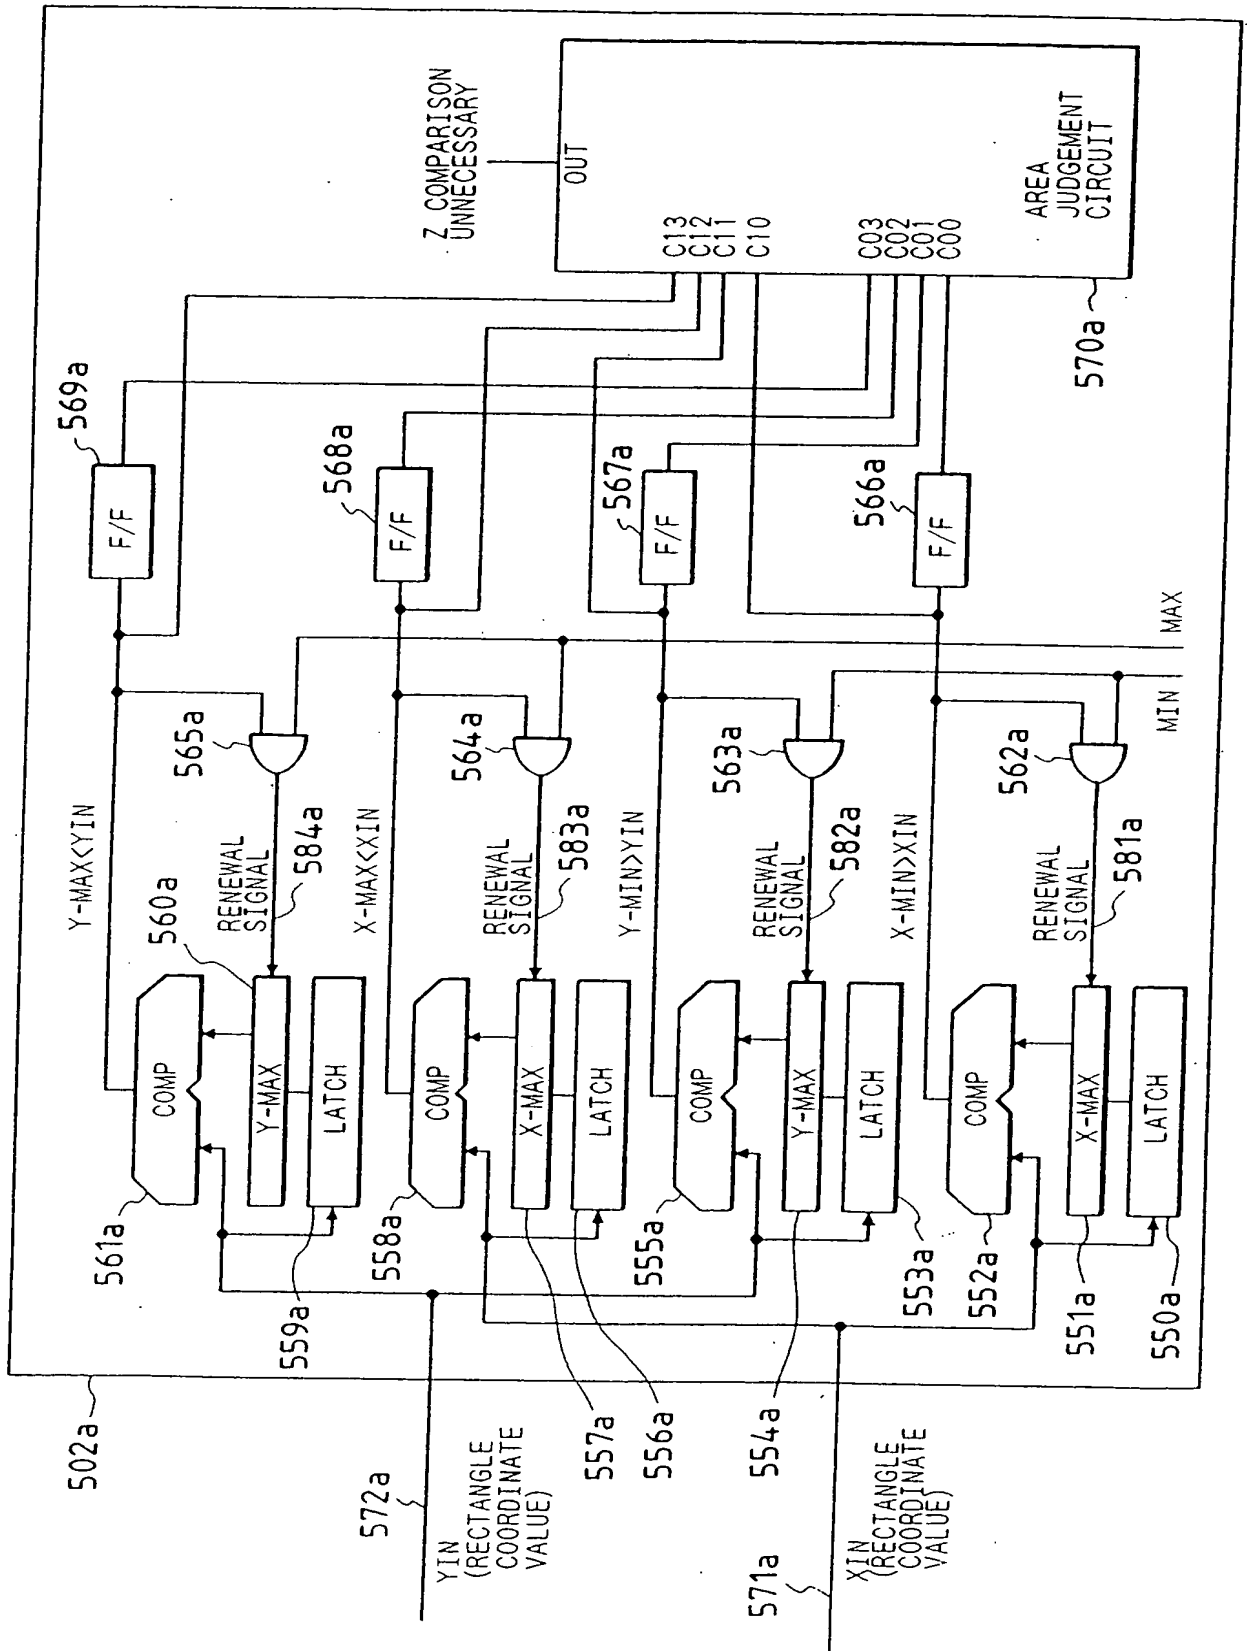 502a
572a
YIN
(RECTANGLE
COORDINATE
VALUE)
571a
XIN
(RECTANGLE
COORDINATE
VALUE)
561a
COMP
Y-MAX<YIN
560a
Y-MAX
LATCH
559a
RENEWAL
SIGNAL
584a
565a
F/F
569a
558a
COMP
X-MAX<XIN
X-MAX
LATCH
557a
556a
RENEWAL
SIGNAL
583a
564a
F/F
568a
555a
COMP
Y-MIN>YIN
Y-MAX
LATCH
554a
553a
RENEWAL
SIGNAL
582a
563a
F/F
567a
552a
COMP
X-MIN>XIN
X-MAX
LATCH
551a
550a
RENEWAL
SIGNAL
581a
562a
F/F
566a
MIN
MAX
Z COMPARISON
UNNECESSARY
OUT
C13
C12
C11
C10
C03
C02
C01
C00
AREA
JUDGEMENT
CIRCUIT
570a